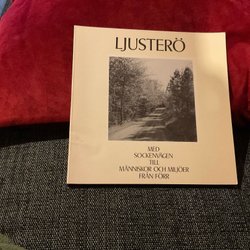 LJUSTERÖ
MED
SOCKENVÄGEN
TILL
MÄNNISKOR OCH MILJÖER
FRÅN FÖRR